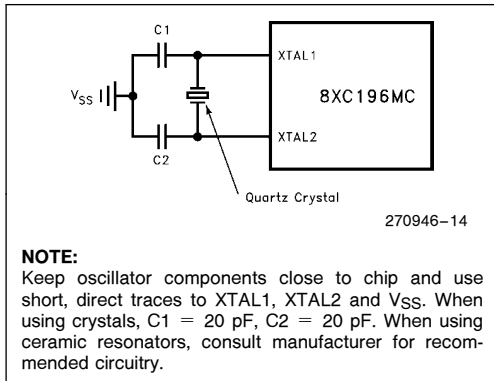 C1
XTAL1
VSS
8XC196MC
XTAL2
C2
Quartz Crystal
270946–14
NOTE:
Keep oscillator components close to chip and use
short, direct traces to XTAL1, XTAL2 and VSS. When
using crystals, C1 = 20 pF, C2 = 20 pF. When using
ceramic resonators, consult manufacturer for recom-
mended circuitry.